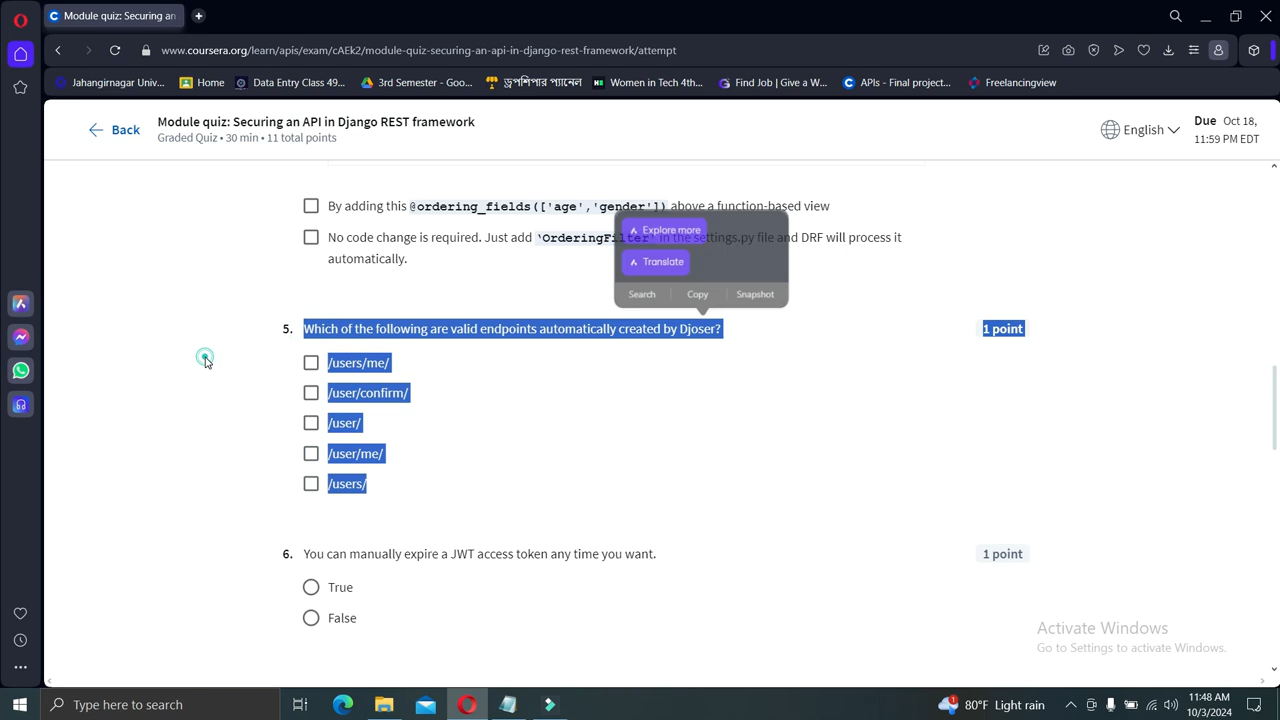 Module quiz: Securing an
www.coursera.org/learn/apis/exam/cAEk2/module-quiz-securing-an-api-in-django-rest-framework/attempt
Jahangirnagar Univ... Home Data Entry Class 49... 3rd Semester - Goo... ড্রপশিপার প্যানেল Women in Tech 4th... Find Job | Give a W... APIs - Final project... Freelancingview
Back
Module quiz: Securing an API in Django REST framework
Graded Quiz • 30 min • 11 total points
English
Due Oct 18,
11:59 PM EDT
By adding this @ordering_fields(['age','gender']) above a function-based view
No code change is required. Just add 'OrderingFilter' in the settings.py file and DRF will process it
automatically.
Explore more
Translate
Search Copy Snapshot
5. Which of the following are valid endpoints automatically created by Djoser? 1 point
/users/me/
/user/confirm/
/user/
/user/me/
/users/
6. You can manually expire a JWT access token any time you want. 1 point
True
False
Activate Windows
Go to Settings to activate Windows.
Type here to search
1
80°F Light rain
11:48 AM
10/3/2024